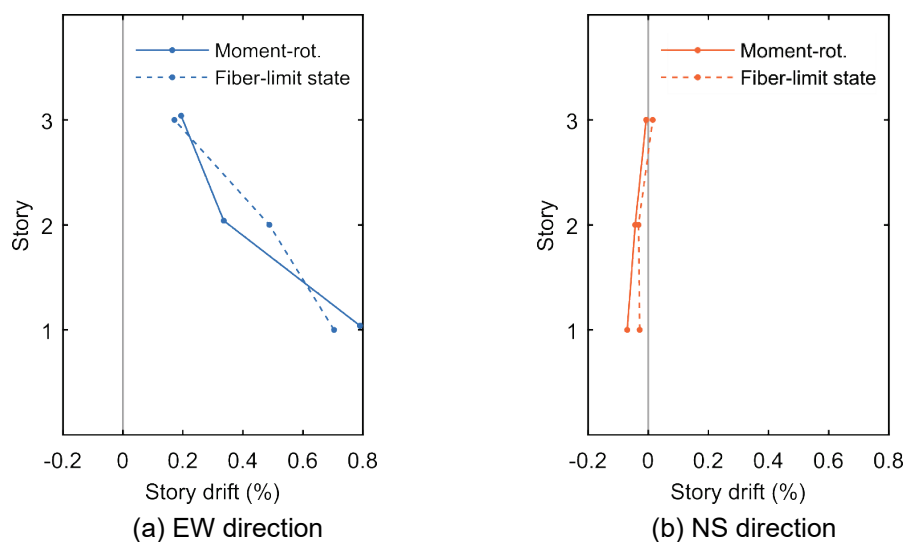 Moment-rot.
Fiber-limit state
3
2
1
Story
-0.2 0 0.2 0.4 0.6 0.8
Story drift (%)
(a) EW direction
Moment-rot.
Fiber-limit state
3
2
1
Story
-0.2 0 0.2 0.4 0.6 0.8
Story drift (%)
(b) NS direction